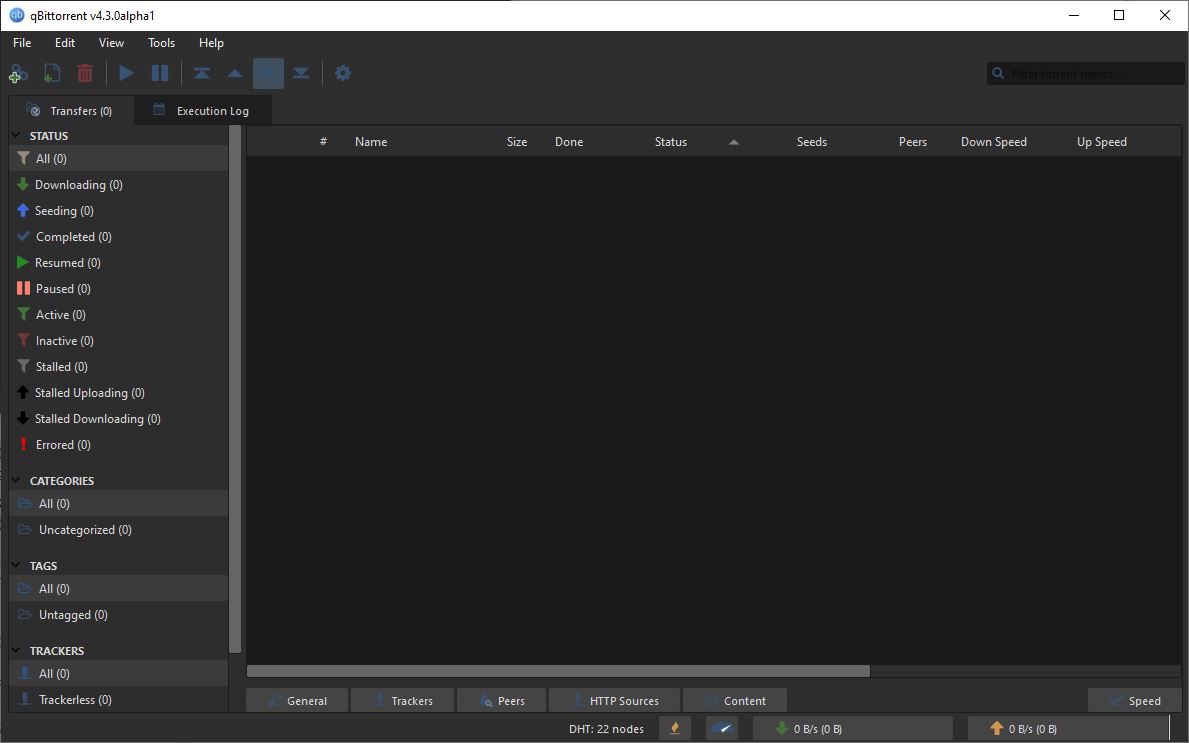 qBittorrent v4.3.0alpha1
File Edit View Tools Help
Filter torrent names...
Transfers (0) Execution Log
STATUS
All (0)
Downloading (0)
Seeding (0)
Completed (0)
Resumed (0)
Paused (0)
Active (0)
Inactive (0)
Stalled (0)
Stalled Uploading (0)
Stalled Downloading (0)
Errored (0)
CATEGORIES
All (0)
Uncategorized (0)
TAGS
All (0)
Untagged (0)
TRACKERS
All (0)
Trackerless (0)
# Name Size Done Status Seeds Peers Down Speed Up Speed
General Trackers Peers HTTP Sources Content Speed
DHT: 22 nodes 0 B/s (0 B) 0 B/s (0 B)